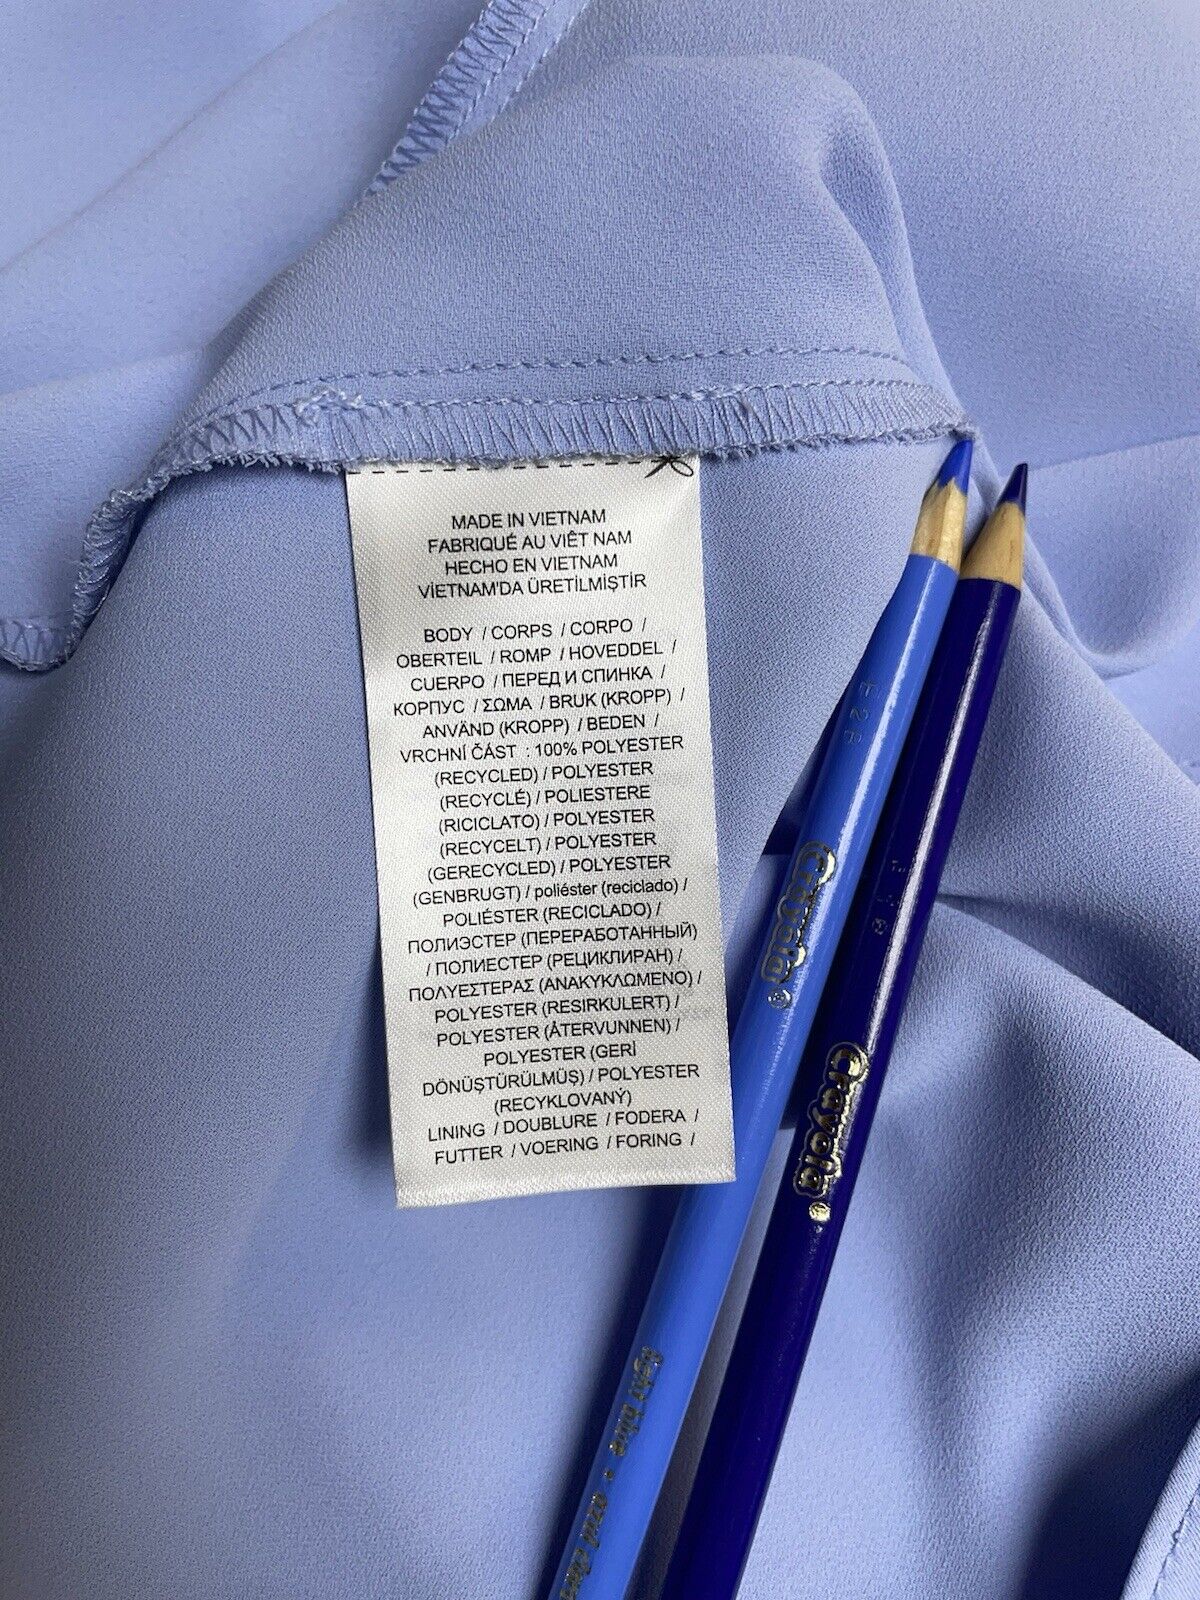 MADE IN VIETNAM
FABRIQUÉ AU VIÊT NAM
HECHO EN VIETNAM
VİETNAM'DA ÜRETİLMİŞTİR
BODY / CORPS / CORPO /
OBERTEIL / ROMP / HOVEDDEL /
CUERPO / ПЕРЕД И СПИНКА /
КОРПУС / ΣΩΜΑ / BRUK (KROPP) /
ANVÄND (KROPP) / BEDEN /
VRCHNÍ ČÁST : 100% POLYESTER
(RECYCLED) / POLYESTER
(RECYCLÉ) / POLIESTERE
(RICICLATO) / POLYESTER
(RECYCELT) / POLYESTER
(GERECYCLED) / POLYESTER
(GENBRUGT) / poliéster (reciclado) /
POLIÉSTER (RECICLADO) /
ПОЛИЭСТЕР (ПЕРЕРАБОТАННЫЙ)
/ ПОЛИЕСТЕР (РЕЦИКЛИРАН) /
ΠΟΛΥΕΣΤΕΡΑΣ (ΑΝΑΚΥΚΛΩΜΕΝΟ) /
POLYESTER (RESIRKULERT) /
POLYESTER (ÅTERVUNNEN) /
POLYESTER (GERİ
DÖNÜŞTÜRÜLMÜŞ) / POLYESTER
(RECYKLOVANÝ)
LINING / DOUBLURE / FODERA /
FUTTER / VOERING / FORING /
Crayola®
light blue • azul
Crayola®